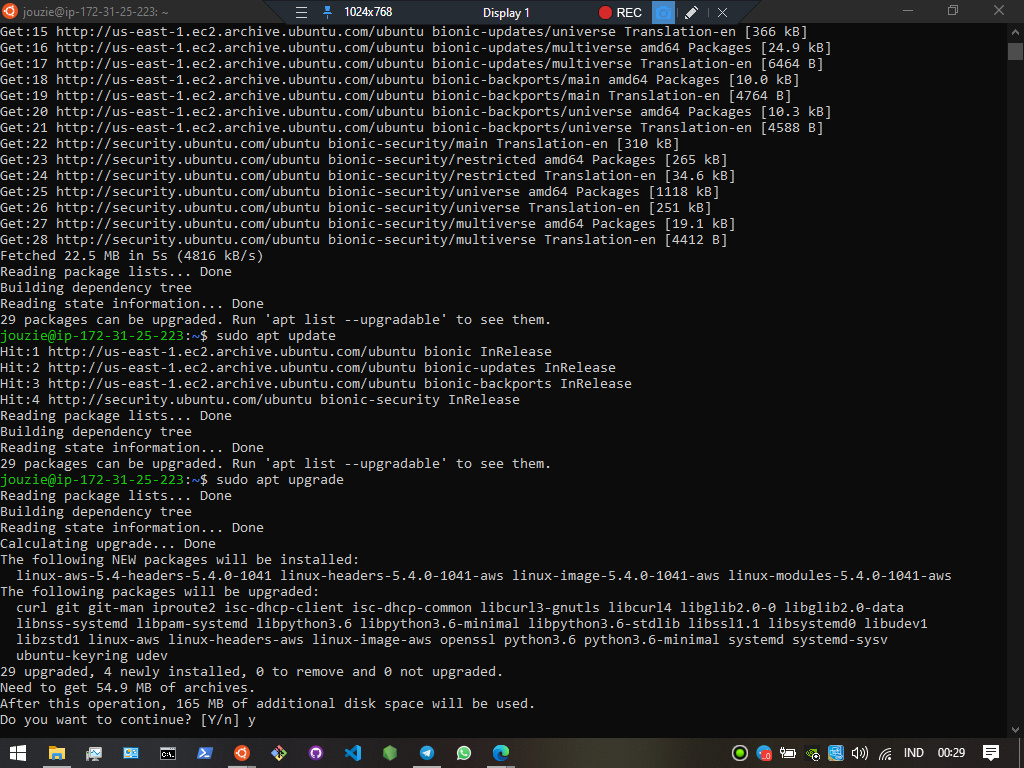 jouzie@ip-172-31-25-223: ~
1024x768
Display 1
REC
Get:15 http://us-east-1.ec2.archive.ubuntu.com/ubuntu bionic-updates/universe Translation-en [366 kB]
Get:16 http://us-east-1.ec2.archive.ubuntu.com/ubuntu bionic-updates/multiverse amd64 Packages [24.9 kB]
Get:17 http://us-east-1.ec2.archive.ubuntu.com/ubuntu bionic-updates/multiverse Translation-en [6464 B]
Get:18 http://us-east-1.ec2.archive.ubuntu.com/ubuntu bionic-backports/main amd64 Packages [10.0 kB]
Get:19 http://us-east-1.ec2.archive.ubuntu.com/ubuntu bionic-backports/main Translation-en [4764 B]
Get:20 http://us-east-1.ec2.archive.ubuntu.com/ubuntu bionic-backports/universe amd64 Packages [10.3 kB]
Get:21 http://us-east-1.ec2.archive.ubuntu.com/ubuntu bionic-backports/universe Translation-en [4588 B]
Get:22 http://security.ubuntu.com/ubuntu bionic-security/main Translation-en [310 kB]
Get:23 http://security.ubuntu.com/ubuntu bionic-security/restricted amd64 Packages [265 kB]
Get:24 http://security.ubuntu.com/ubuntu bionic-security/restricted Translation-en [34.6 kB]
Get:25 http://security.ubuntu.com/ubuntu bionic-security/universe amd64 Packages [1118 kB]
Get:26 http://security.ubuntu.com/ubuntu bionic-security/universe Translation-en [251 kB]
Get:27 http://security.ubuntu.com/ubuntu bionic-security/multiverse amd64 Packages [19.1 kB]
Get:28 http://security.ubuntu.com/ubuntu bionic-security/multiverse Translation-en [4412 B]
Fetched 22.5 MB in 5s (4816 kB/s)
Reading package lists... Done
Building dependency tree
Reading state information... Done
29 packages can be upgraded. Run 'apt list --upgradable' to see them.
jouzie@ip-172-31-25-223:~$ sudo apt update
Hit:1 http://us-east-1.ec2.archive.ubuntu.com/ubuntu bionic InRelease
Hit:2 http://us-east-1.ec2.archive.ubuntu.com/ubuntu bionic-updates InRelease
Hit:3 http://us-east-1.ec2.archive.ubuntu.com/ubuntu bionic-backports InRelease
Hit:4 http://security.ubuntu.com/ubuntu bionic-security InRelease
Reading package lists... Done
Building dependency tree
Reading state information... Done
29 packages can be upgraded. Run 'apt list --upgradable' to see them.
jouzie@ip-172-31-25-223:~$ sudo apt upgrade
Reading package lists... Done
Building dependency tree
Reading state information... Done
Calculating upgrade... Done
The following NEW packages will be installed:
linux-aws-5.4-headers-5.4.0-1041 linux-headers-5.4.0-1041-aws linux-image-5.4.0-1041-aws linux-modules-5.4.0-1041-aws
The following packages will be upgraded:
curl git git-man iproute2 isc-dhcp-client isc-dhcp-common libcurl3-gnutls libcurl4 libglib2.0-0 libglib2.0-data
libnss-systemd libpam-systemd libpython3.6 libpython3.6-minimal libpython3.6-stdlib libssl1.1 libsystemd0 libudev1
libzstd1 linux-aws linux-headers-aws linux-image-aws openssl python3.6 python3.6-minimal systemd systemd-sysv
ubuntu-keyring udev
29 upgraded, 4 newly installed, 0 to remove and 0 not upgraded.
Need to get 54.9 MB of archives.
After this operation, 165 MB of additional disk space will be used.
Do you want to continue? [Y/n] y
IND
00:29